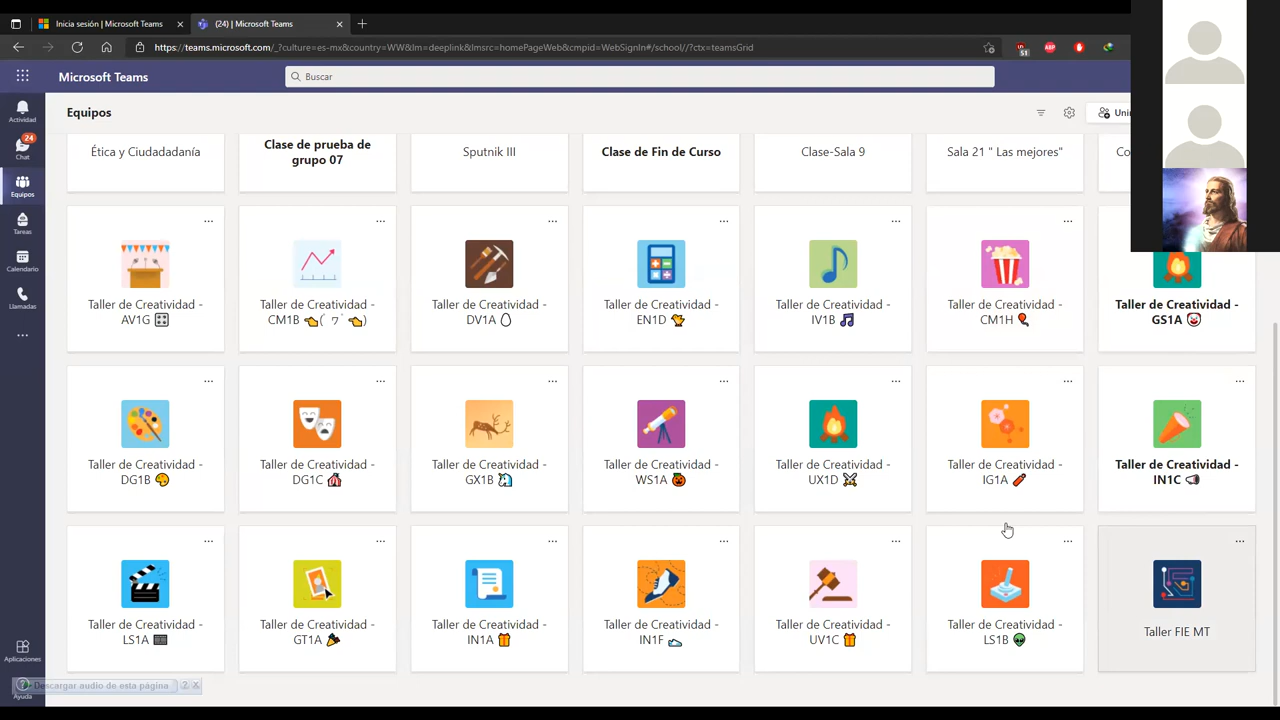 Inicia sesión | Microsoft Teams
(24) | Microsoft Teams
https://teams.microsoft.com/_?culture=es-mx&country=WW&lm=deeplink&lmsrc=homePageWeb&cmpid=WebSignIn#/school//?ctx=teamsGrid
51
ABP
Microsoft Teams
Buscar
Actividad
24
Chat
Equipos
Tareas
Calendario
Llamadas
Aplicaciones
Ayuda
Equipos
Ética y Ciudadadanía
Clase de prueba de
grupo 07
Sputnik III
Clase de Fin de Curso
Clase-Sala 9
Sala 21 " Las mejores"
Taller de Creatividad -
AV1G
Taller de Creatividad -
CM1B
Taller de Creatividad -
DV1A
Taller de Creatividad -
EN1D
Taller de Creatividad -
IV1B
Taller de Creatividad -
CM1H
Taller de Creatividad -
GS1A
Taller de Creatividad -
DG1B
Taller de Creatividad -
DG1C
Taller de Creatividad -
GX1B
Taller de Creatividad -
WS1A
Taller de Creatividad -
UX1D
Taller de Creatividad -
IG1A
Taller de Creatividad -
IN1C
Taller de Creatividad -
LS1A
Taller de Creatividad -
GT1A
Taller de Creatividad -
IN1A
Taller de Creatividad -
IN1F
Taller de Creatividad -
UV1C
Taller de Creatividad -
LS1B
Taller FIE MT
Descargar audio de esta página
? X